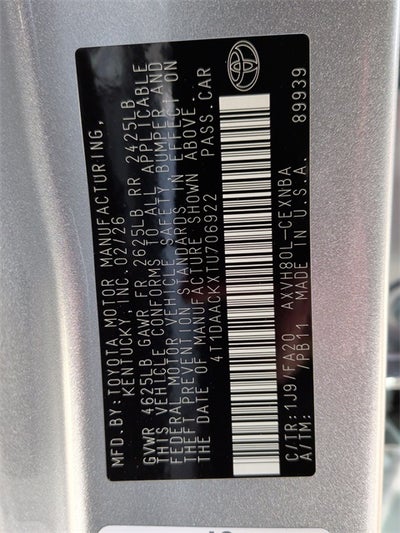 MFD.BY:TOYOTA MOTOR MANUFACTURING,
KENTUCKY, INC. 02/26
GVWR 4625LB GAWR FR 2625LB RR 2425LB
THIS VEHICLE CONFORMS TO ALL APPLICABLE
FEDERAL MOTOR VEHICLE SAFETY BUMPER, AND
THEFT PREVENTION STANDARDS IN EFFECT ON
THE DATE OF MANUFACTURE SHOWN ABOVE.
4T1DAACKXTU706922 PASS.CAR
C/TR:1J9/FA20 AXVH80L-CEXNBA
A/TM: /PB11 MADE IN U.S.A. 89939